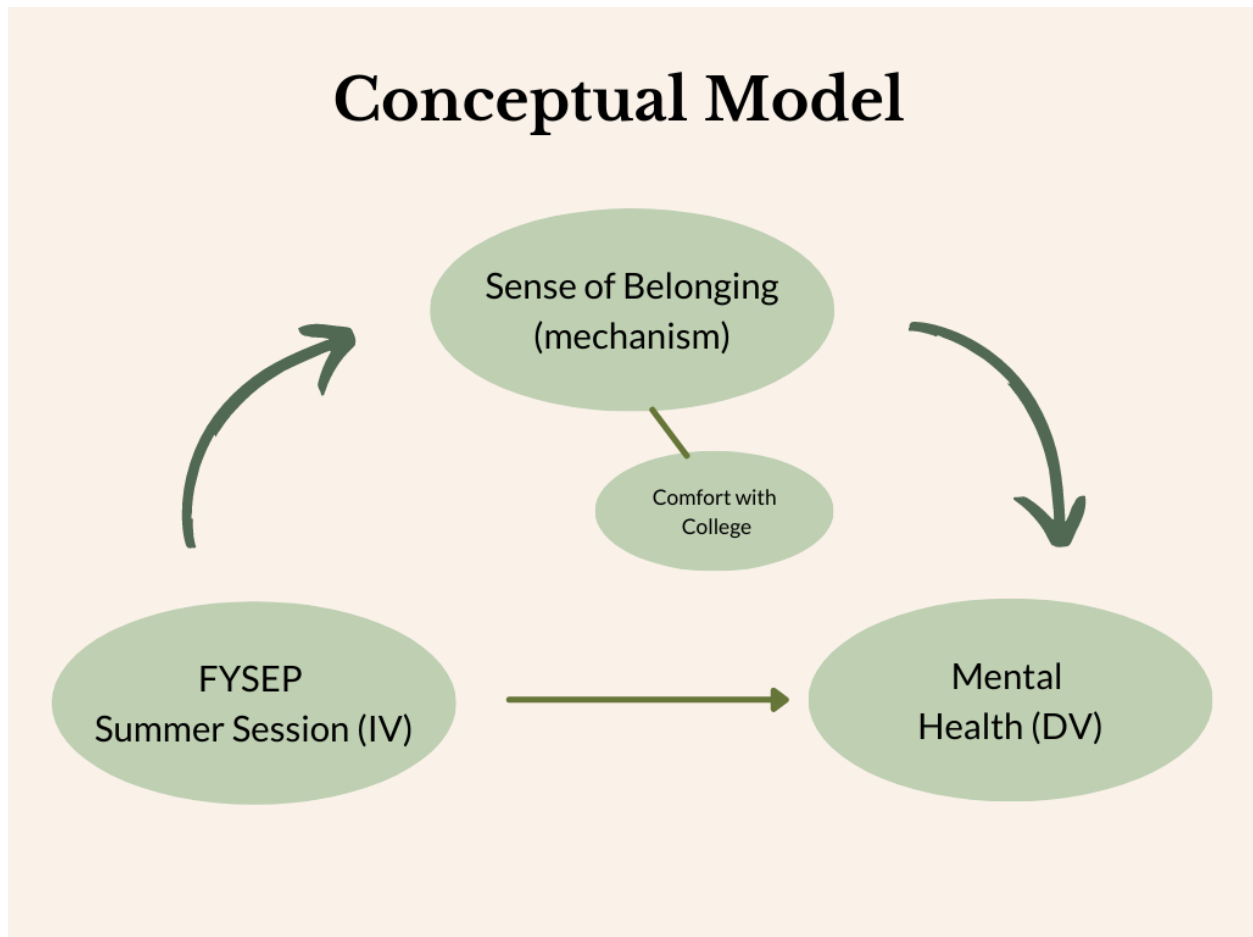 Conceptual Model
Sense of Belonging
(mechanism)
Comfort with
College
FYSEP
Summer Session (IV)
Mental
Health (DV)